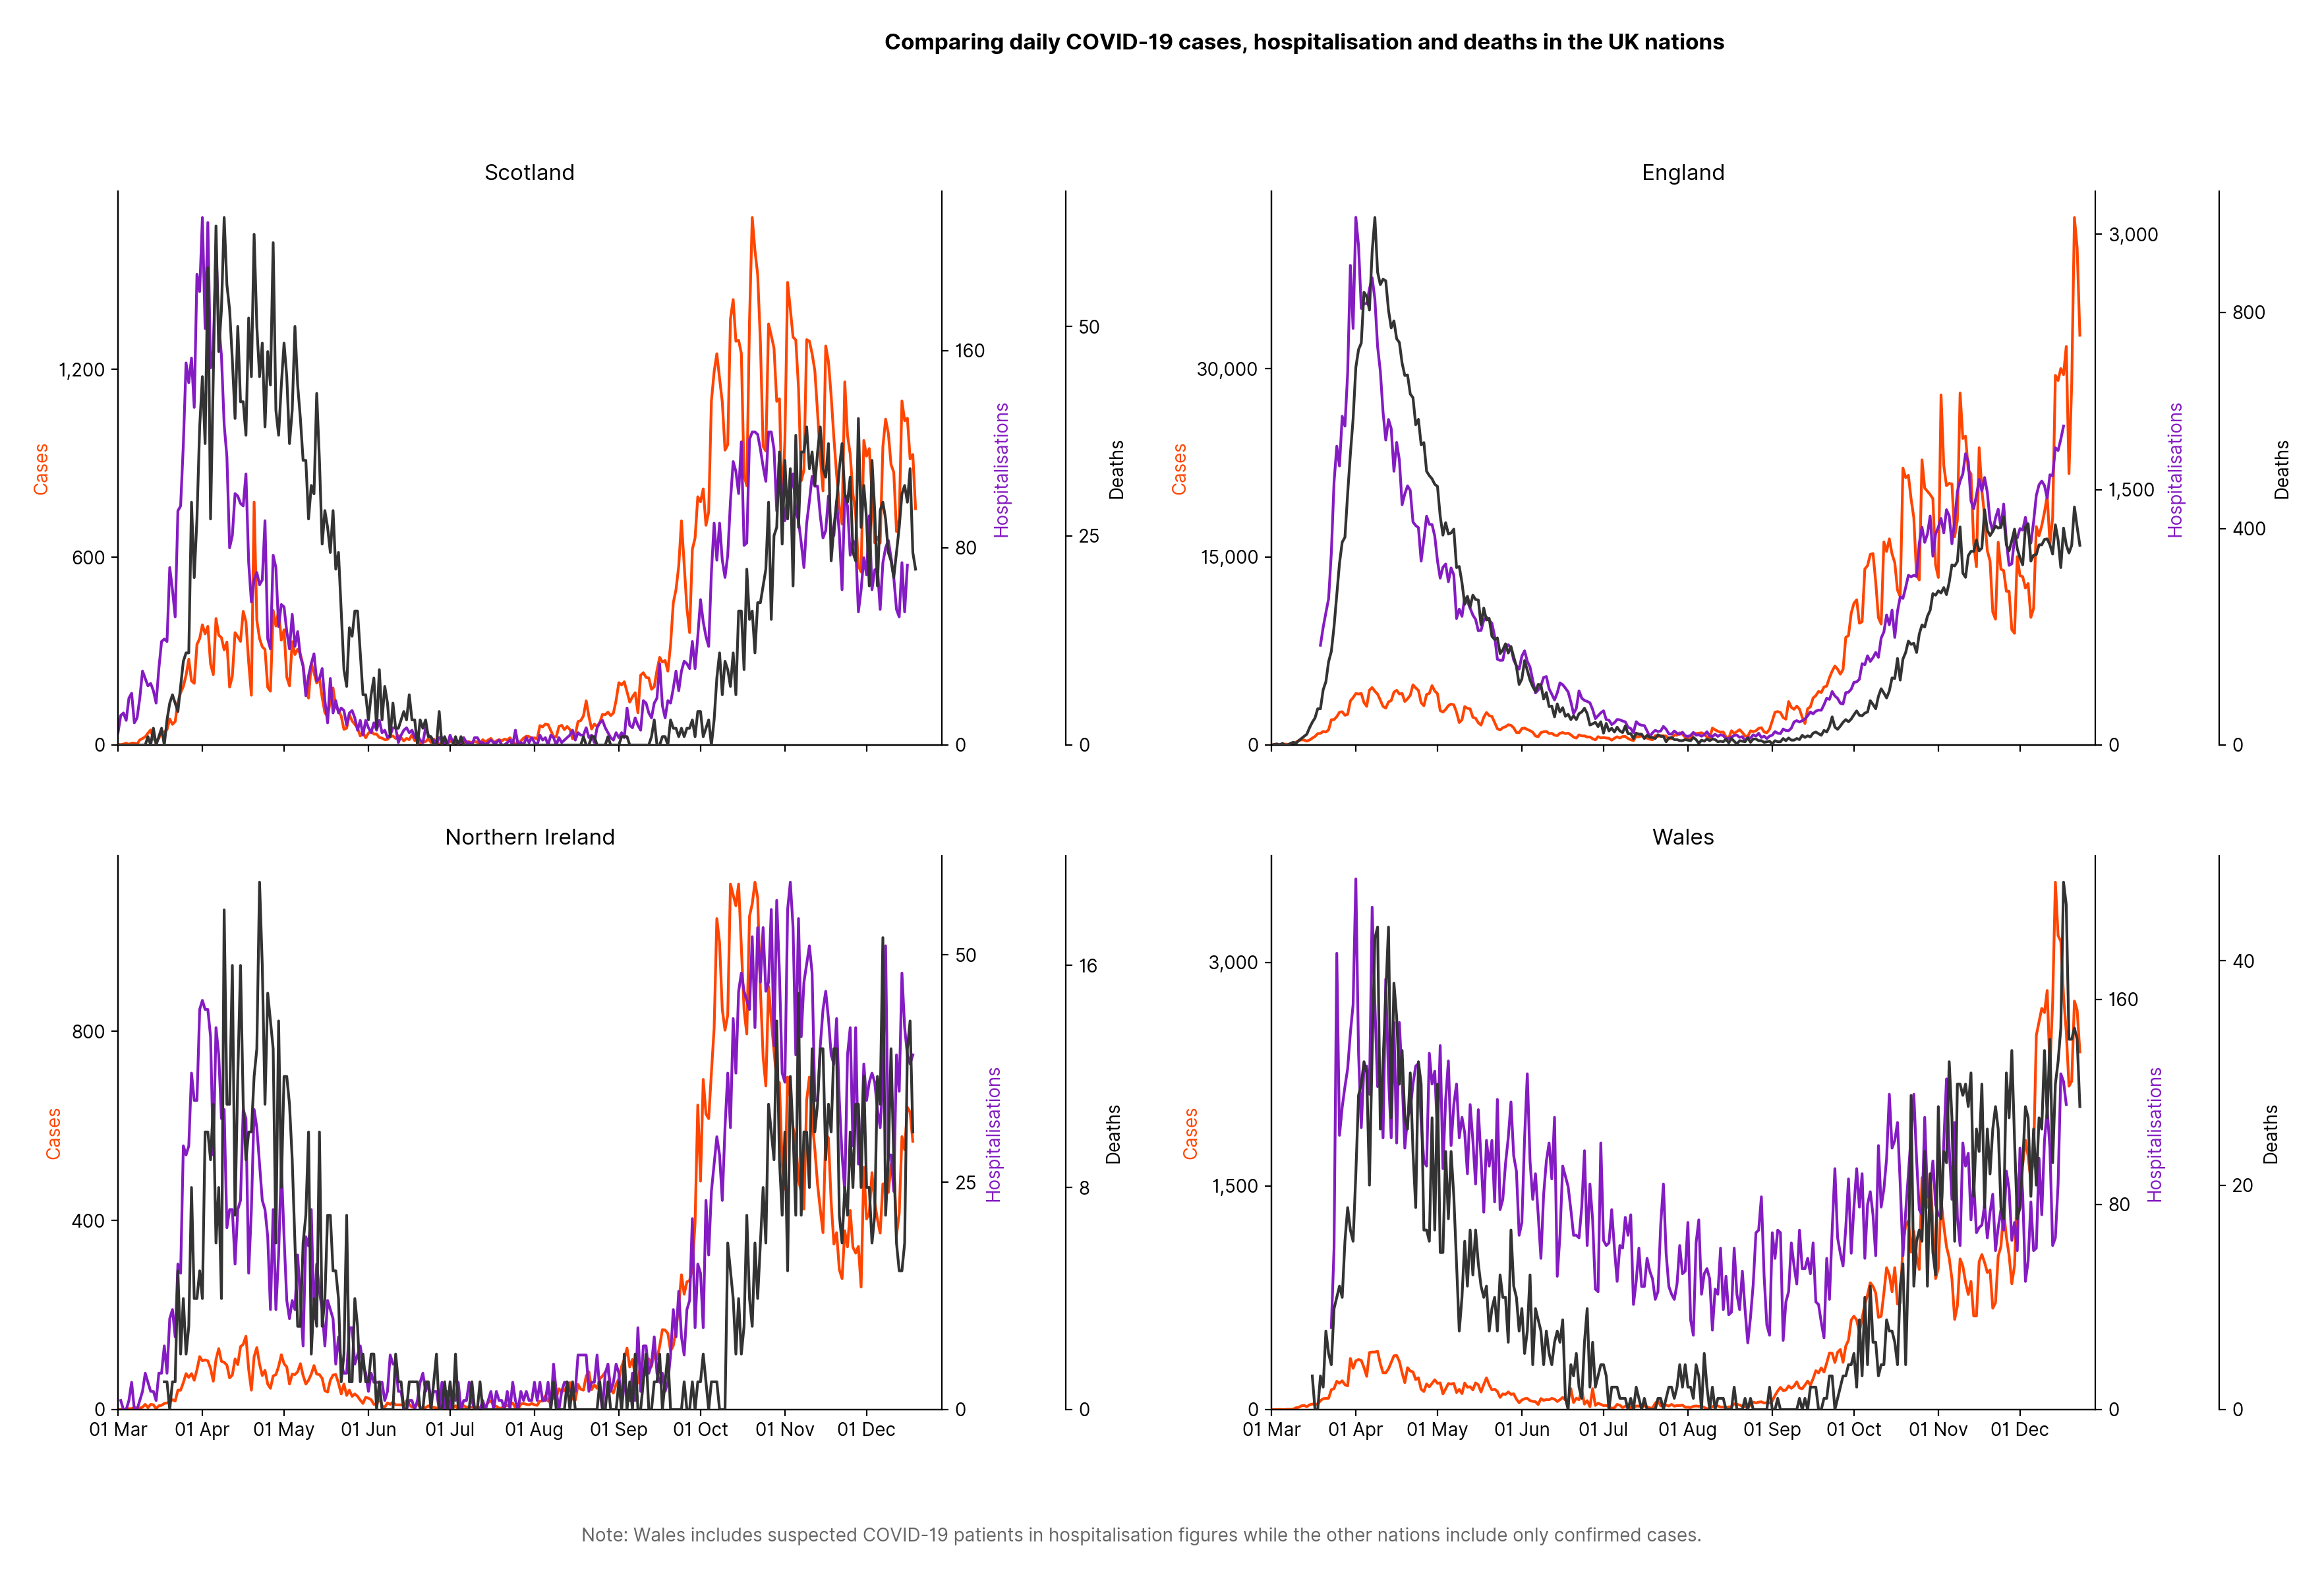 Comparing daily COVID-19 cases, hospitalisation and deaths in the UK nations
Scotland
1,200
600
0
Cases
160
80
0
Hospitalisations
50
25
0
Deaths
England
30,000
15,000
0
Cases
3,000
1,500
0
Hospitalisations
800
400
0
Deaths
Northern Ireland
800
400
0
Cases
50
25
0
Hospitalisations
16
8
0
Deaths
01 Mar 01 Apr 01 May 01 Jun 01 Jul 01 Aug 01 Sep 01 Oct 01 Nov 01 Dec
Wales
3,000
1,500
0
Cases
160
80
0
Hospitalisations
40
20
0
Deaths
01 Mar 01 Apr 01 May 01 Jun 01 Jul 01 Aug 01 Sep 01 Oct 01 Nov 01 Dec
Note: Wales includes suspected COVID-19 patients in hospitalisation figures while the other nations include only confirmed cases.